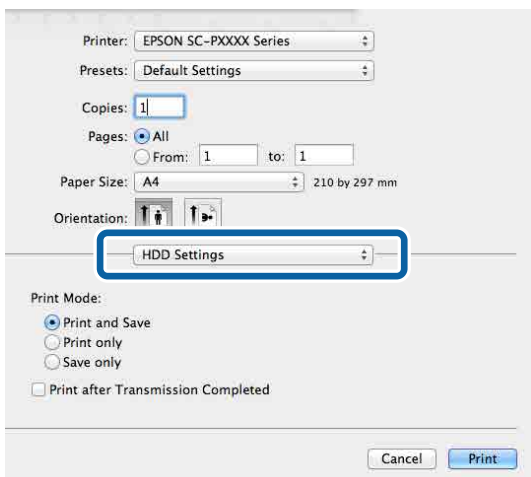 Printer: EPSON SC-PXXXX Series
Presets: Default Settings
Copies: 1
Pages: All
From: 1 to: 1
Paper Size: A4 210 by 297 mm
Orientation:
HDD Settings
Print Mode:
Print and Save
Print only
Save only
Print after Transmission Completed
Cancel Print